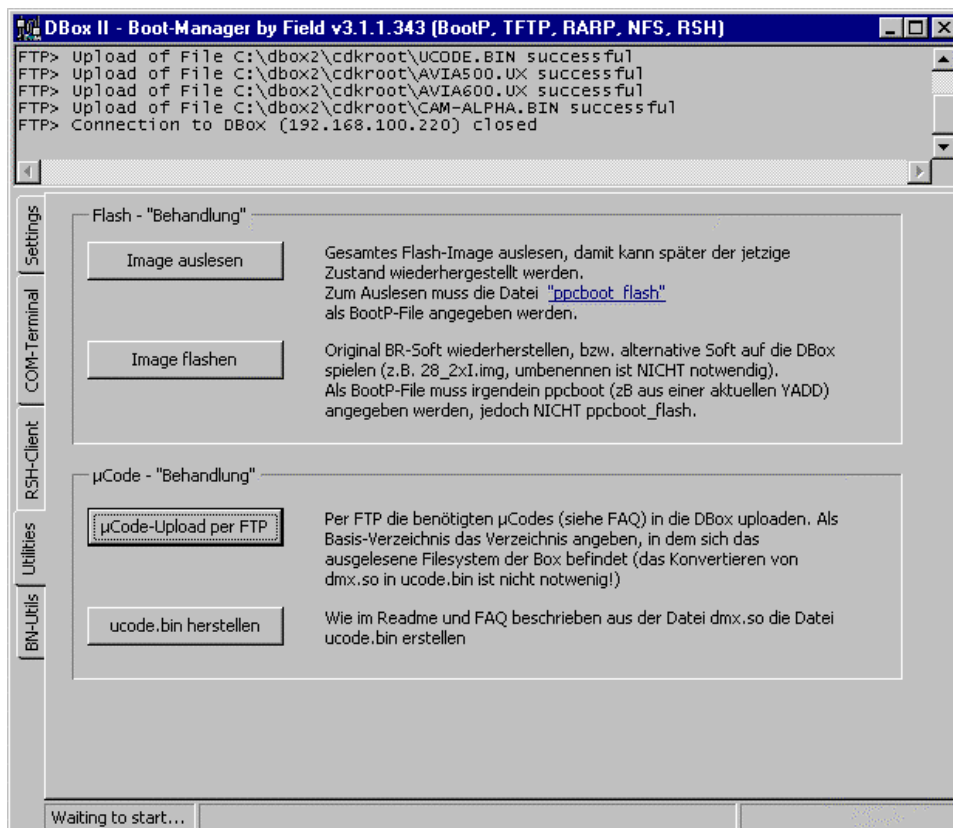 DBox II - Boot-Manager by Field v3.1.1.343 (BootP, TFTP, RARP, NFS, RSH)
FTP> Upload of File C:\dbox2\cdkroot\UCODE.BIN successful
FTP> Upload of File C:\dbox2\cdkroot\AVIA500.UX successful
FTP> Upload of File C:\dbox2\cdkroot\AVIA600.UX successful
FTP> Upload of File C:\dbox2\cdkroot\CAM-ALPHA.BIN successful
FTP> Connection to DBox (192.168.100.220) closed
Settings
COM-Terminal
RSH-Client
Utilities
BN-Utils
Flash - "Behandlung"
Image auslesen
Gesamtes Flash-Image auslesen, damit kann später der jetzige
Zustand wiederhergestellt werden.
Zum Auslesen muss die Datei "ppcboot_flash"
als BootP-File angegeben werden.
Image flashen
Original BR-Soft wiederherstellen, bzw. alternative Soft auf die DBox
spielen (z.B. 28_2xI.img, umbenennen ist NICHT notwendig).
Als BootP-File muss irgendein ppcboot (zB aus einer aktuellen YADD)
angegeben werden, jedoch NICHT ppcboot_flash.
µCode - "Behandlung"
µCode-Upload per FTP
Per FTP die benötigten µCodes (siehe FAQ) in die DBox uploaden. Als
Basis-Verzeichnis das Verzeichnis angeben, in dem sich das
ausgelesene Filesystem der Box befindet (das Konvertieren von
dmx.so in ucode.bin ist nicht notwenig!)
ucode.bin herstellen
Wie im Readme und FAQ beschrieben aus der Datei dmx.so die Datei
ucode.bin erstellen
Waiting to start...